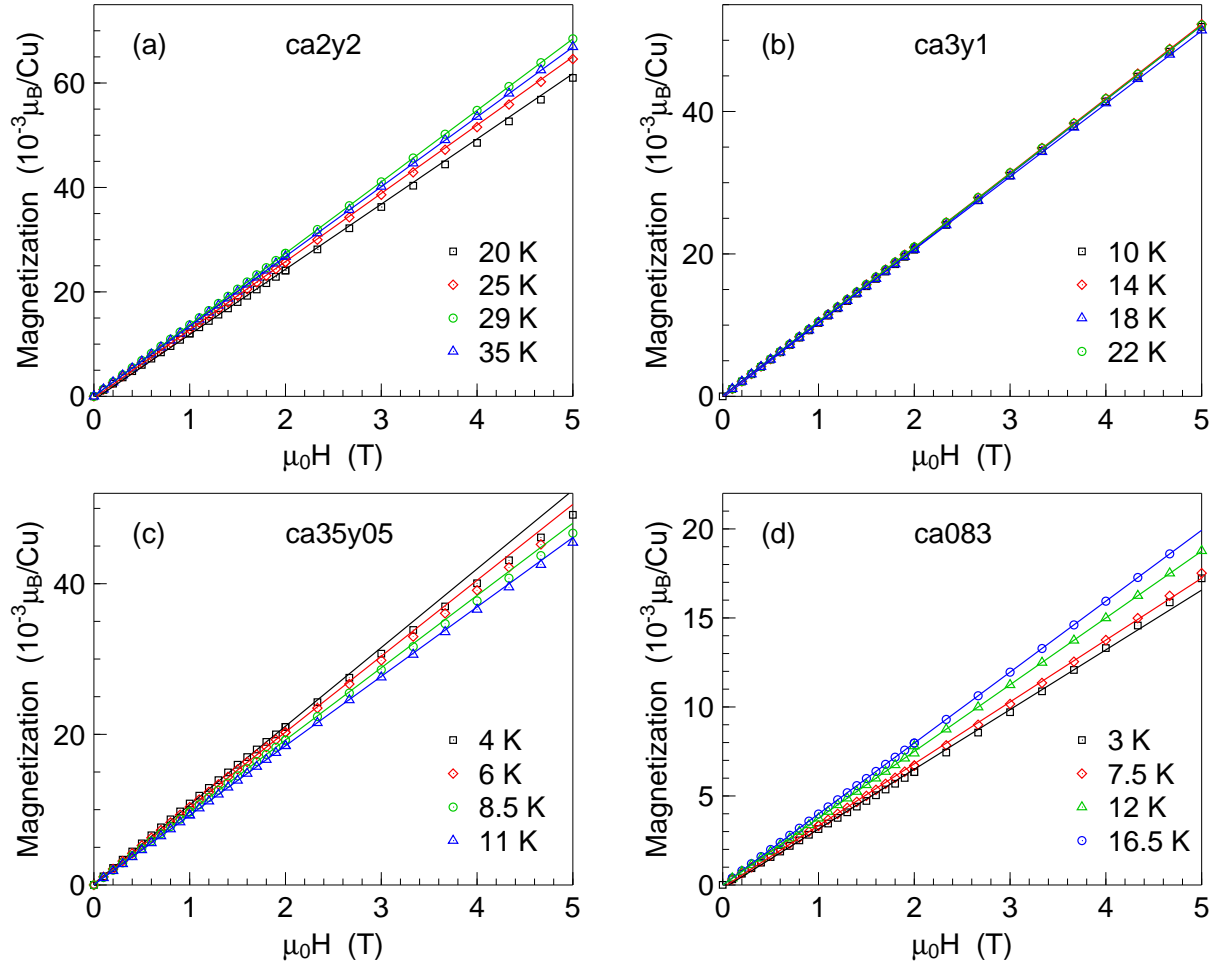 (a) ca2y2
Magnetization (10⁻³μB/Cu)
60
40
20
0
20 K
25 K
29 K
35 K
0 1 2 3 4 5
μ₀H (T)
(b) ca3y1
Magnetization (10⁻³μB/Cu)
40
20
0
10 K
14 K
18 K
22 K
0 1 2 3 4 5
μ₀H (T)
(c) ca35y05
Magnetization (10⁻³μB/Cu)
40
20
0
4 K
6 K
8.5 K
11 K
0 1 2 3 4 5
μ₀H (T)
(d) ca083
Magnetization (10⁻³μB/Cu)
20
15
10
5
0
3 K
7.5 K
12 K
16.5 K
0 1 2 3 4 5
μ₀H (T)